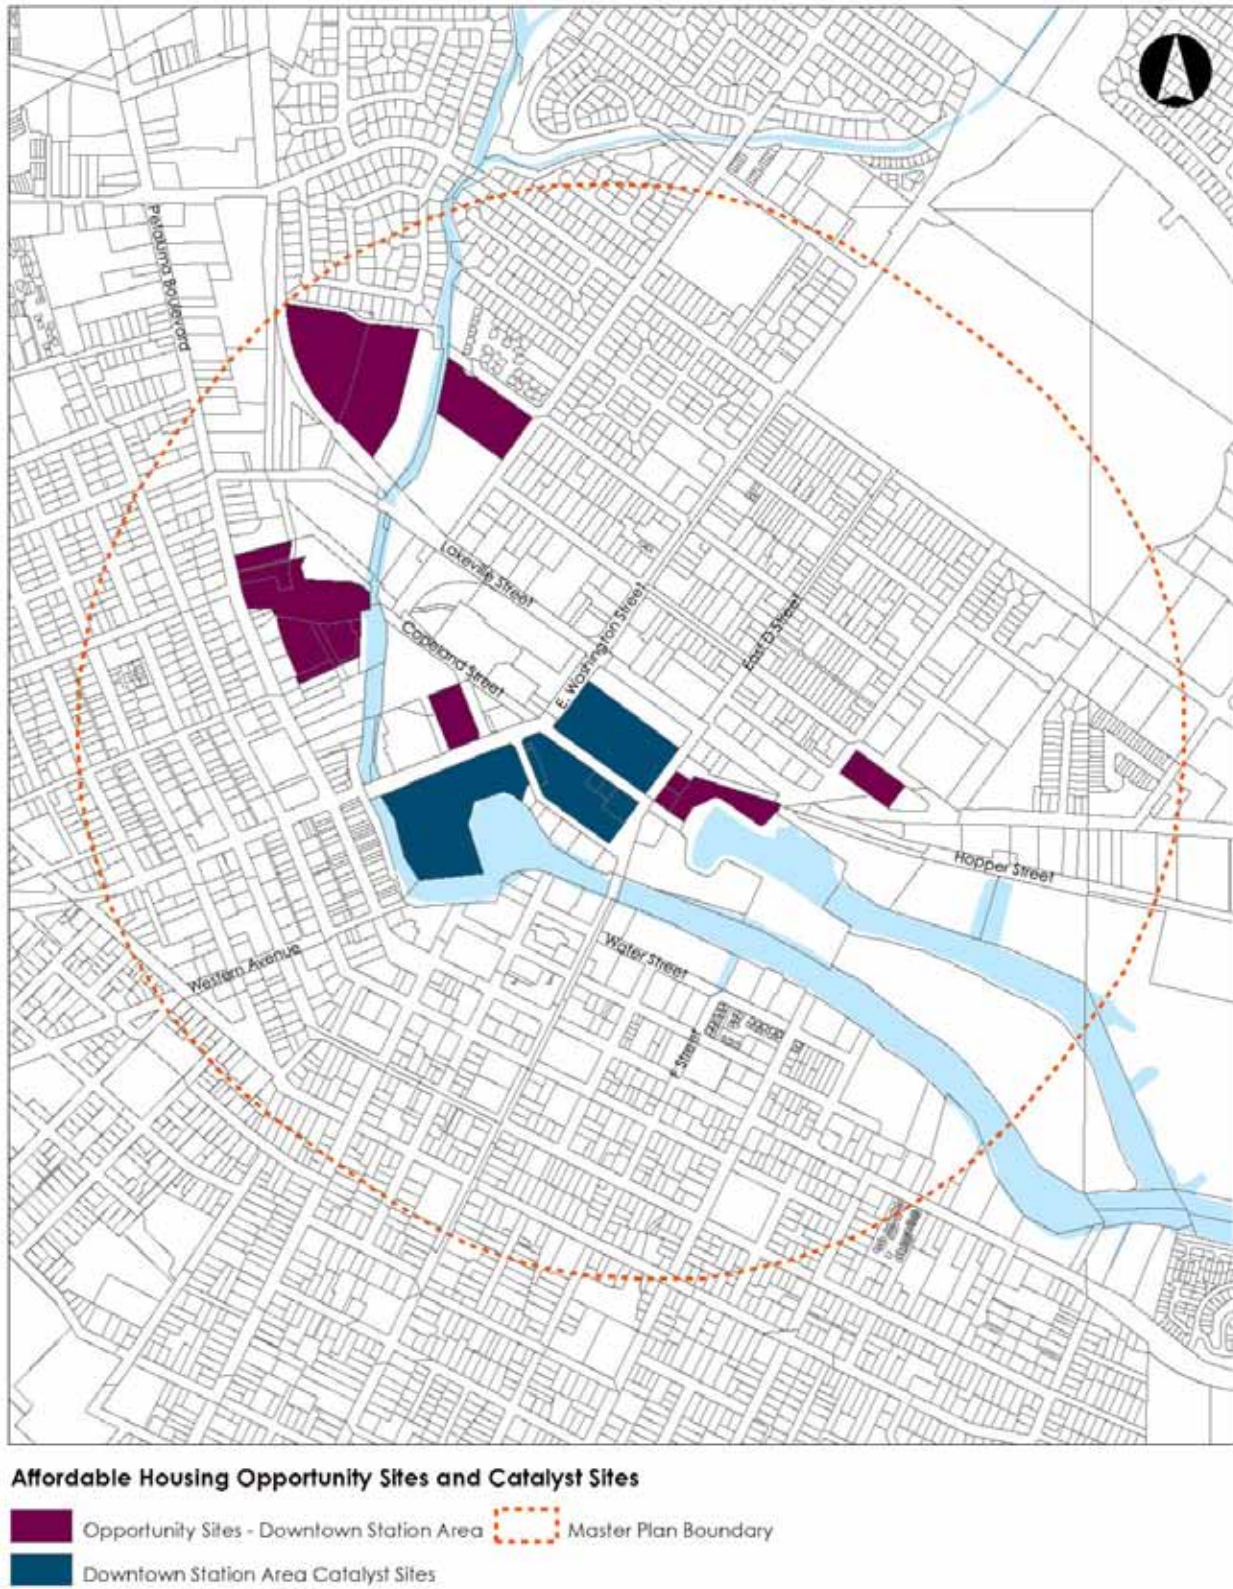 Petaluma Boulevard
Lakeville Street
Copeland Street
E. Washington Street
East D Street
Hopper Street
Western Avenue
Water Street
F Street
Affordable Housing Opportunity Sites and Catalyst Sites
Opportunity Sites - Downtown Station Area
Master Plan Boundary
Downtown Station Area Catalyst Sites